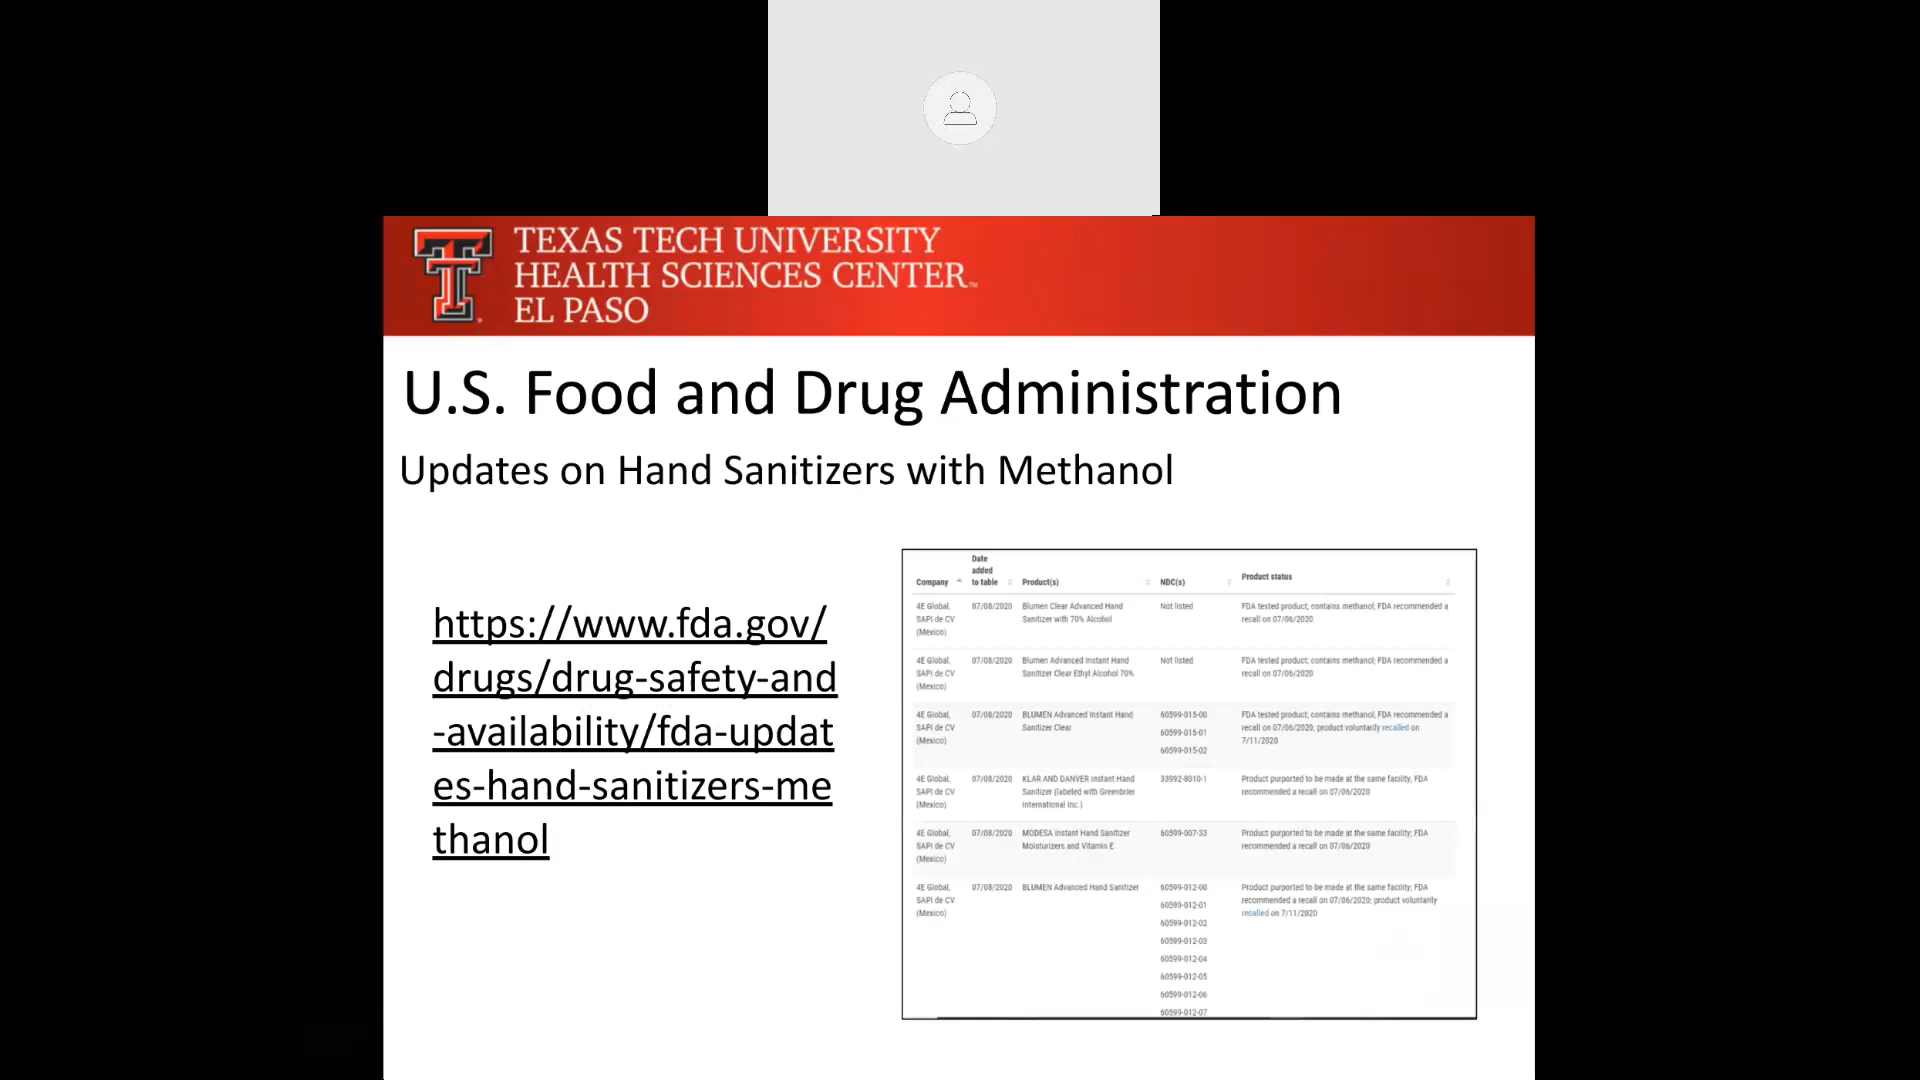 TEXAS TECH UNIVERSITY
HEALTH SCIENCES CENTER™
EL PASO
U.S. Food and Drug Administration
Updates on Hand Sanitizers with Methanol
https://www.fda.gov/
drugs/drug-safety-and
-availability/fda-updat
es-hand-sanitizers-me
thanol
Company Date added to table Product(s) NDC(s) Product status
4E Global, 07/08/2020 Blumen Clear Advanced Hand Not listed FDA tested product; contains methanol; FDA recommended a
SAPI de CV Sanitizer with 70% Alcohol recall on 07/06/2020
(Mexico)
4E Global, 07/08/2020 Blumen Advanced Instant Hand Not listed FDA tested product; contains methanol; FDA recommended a
SAPI de CV Sanitizer Clear Ethyl Alcohol 70% recall on 07/06/2020
(Mexico)
4E Global, 07/08/2020 BLUMEN Advanced Instant Hand 60599-015-00 FDA tested product; contains methanol; FDA recommended a
SAPI de CV Sanitizer Clear 60599-015-01 recall on 07/06/2020; product voluntarily recalled on
(Mexico) 60599-015-02 7/11/2020
4E Global, 07/08/2020 KLAR AND DANVER Instant Hand 33992-8010-1 Product purported to be made at the same facility; FDA
SAPI de CV Sanitizer (labeled with Greenbrier recommended a recall on 07/06/2020
(Mexico) International Inc.)
4E Global, 07/08/2020 MODESA Instant Hand Sanitizer 60599-007-33 Product purported to be made at the same facility; FDA
SAPI de CV Moisturizers and Vitamin E recommended a recall on 07/06/2020
(Mexico)
4E Global, 07/08/2020 BLUMEN Advanced Hand Sanitizer 60599-012-00 Product purported to be made at the same facility; FDA
SAPI de CV 60599-012-01 recommended a recall on 07/06/2020; product voluntarily
(Mexico) 60599-012-02 recalled on 7/11/2020
60599-012-03
60599-012-04
60599-012-05
60599-012-06
60599-012-07